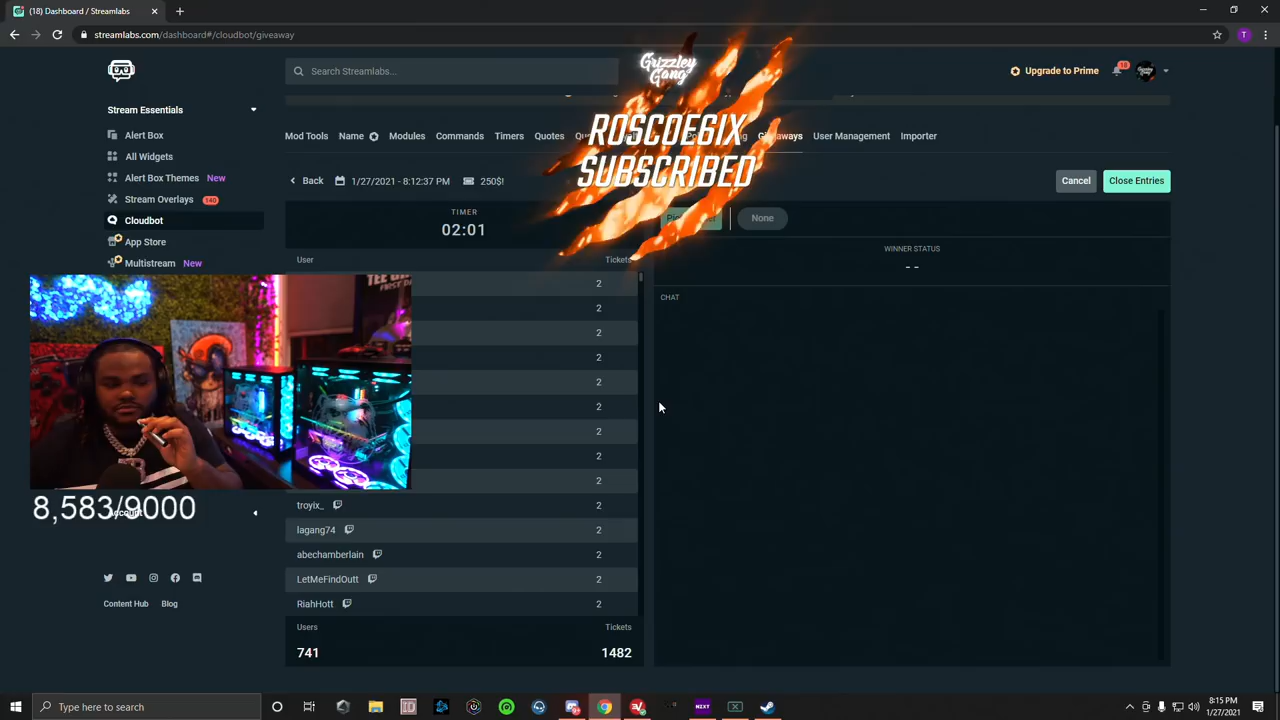 (18) Dashboard / Streamlabs
streamlabs.com/dashboard#/cloudbot/giveaway
Search Streamlabs...
Grizzley
Gang
Upgrade to Prime
18
Stream Essentials
Alert Box
All Widgets
Alert Box Themes New
Stream Overlays 140
Cloudbot
App Store
Multistream New
Mod Tools Name Modules Commands Timers Quotes User Management Importer
ROSCOE6IX
SUBSCRIBED
Back 1/27/2021 - 8:12:37 PM 250$!
Cancel Close Entries
TIMER
02:01
None
WINNER STATUS
--
CHAT
User Tickets
2
2
2
2
2
2
2
2
2
troyix_ 2
lagang74 2
abechamberlain 2
LetMeFindOutt 2
RiahHott 2
Users Tickets
741 1482
8,583/9000
Account
Content Hub Blog
Type here to search
NZXT
8:15 PM
1/27/2021